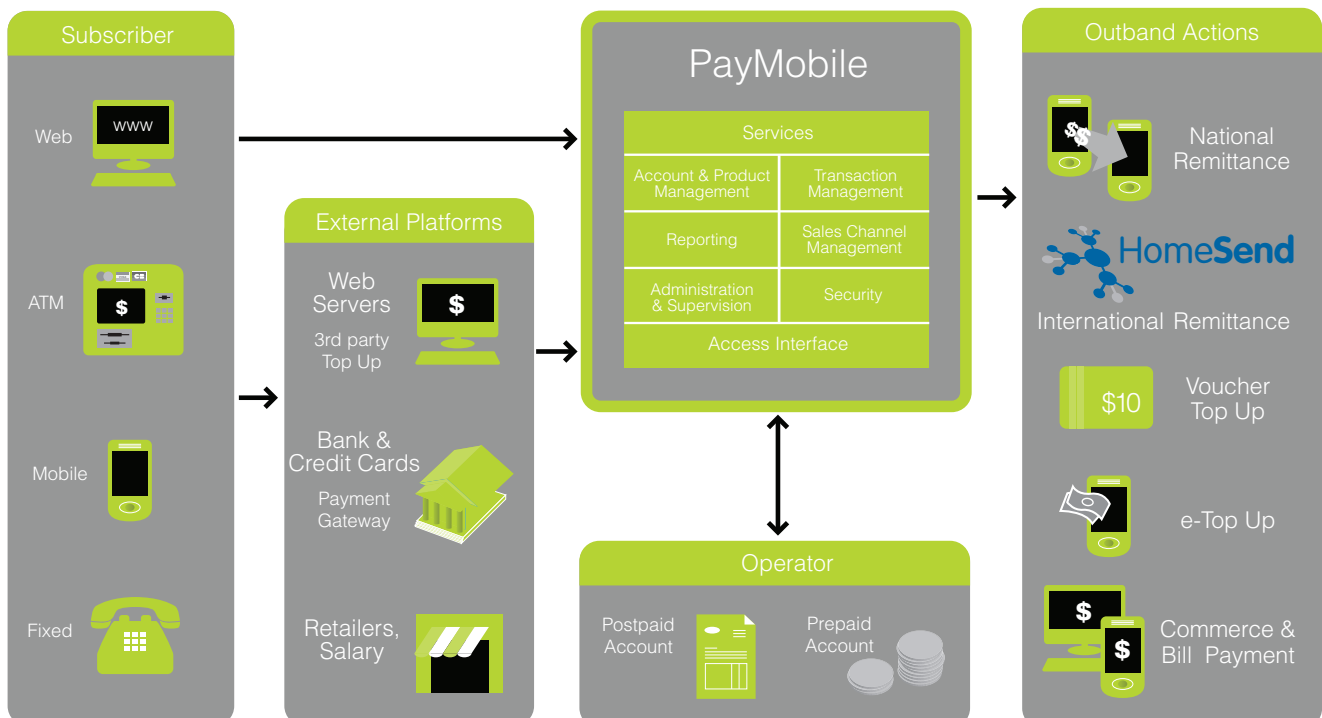 Subscriber
Web
WWW
ATM
$
Mobile
Fixed
External Platforms
Web
Servers
3rd party
Top Up
$
Bank &
Credit Cards
Payment
Gateway
Retailers,
Salary
PayMobile
Services
Account & Product
Management
Transaction
Management
Reporting
Sales Channel
Management
Administration
& Supervision
Security
Access Interface
Operator
Postpaid
Account
Prepaid
Account
Outband Actions
$$
National
Remittance
HomeSend
International Remittance
$10
Voucher
Top Up
e-Top Up
$
$
Commerce &
Bill Payment